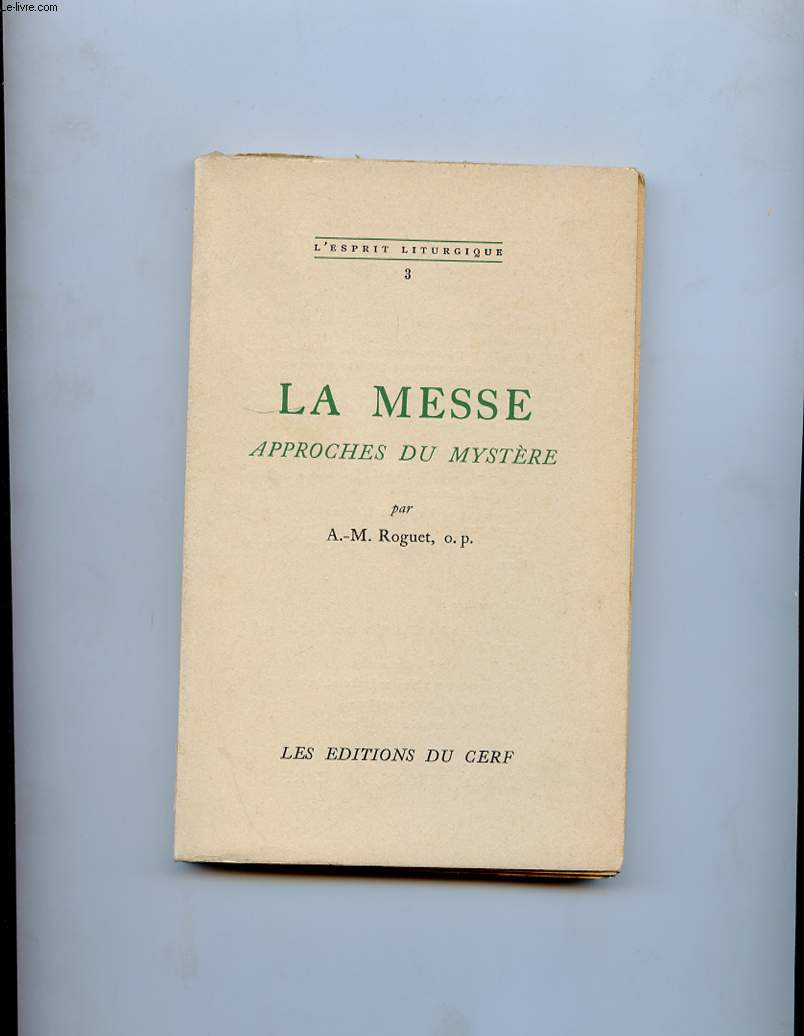 Le-livre.com
L'ESPRIT LITURGIQUE
3
LA MESSE
APPROCHES DU MYSTÈRE
par
A.-M. Roguet, o. p.
LES EDITIONS DU CERF